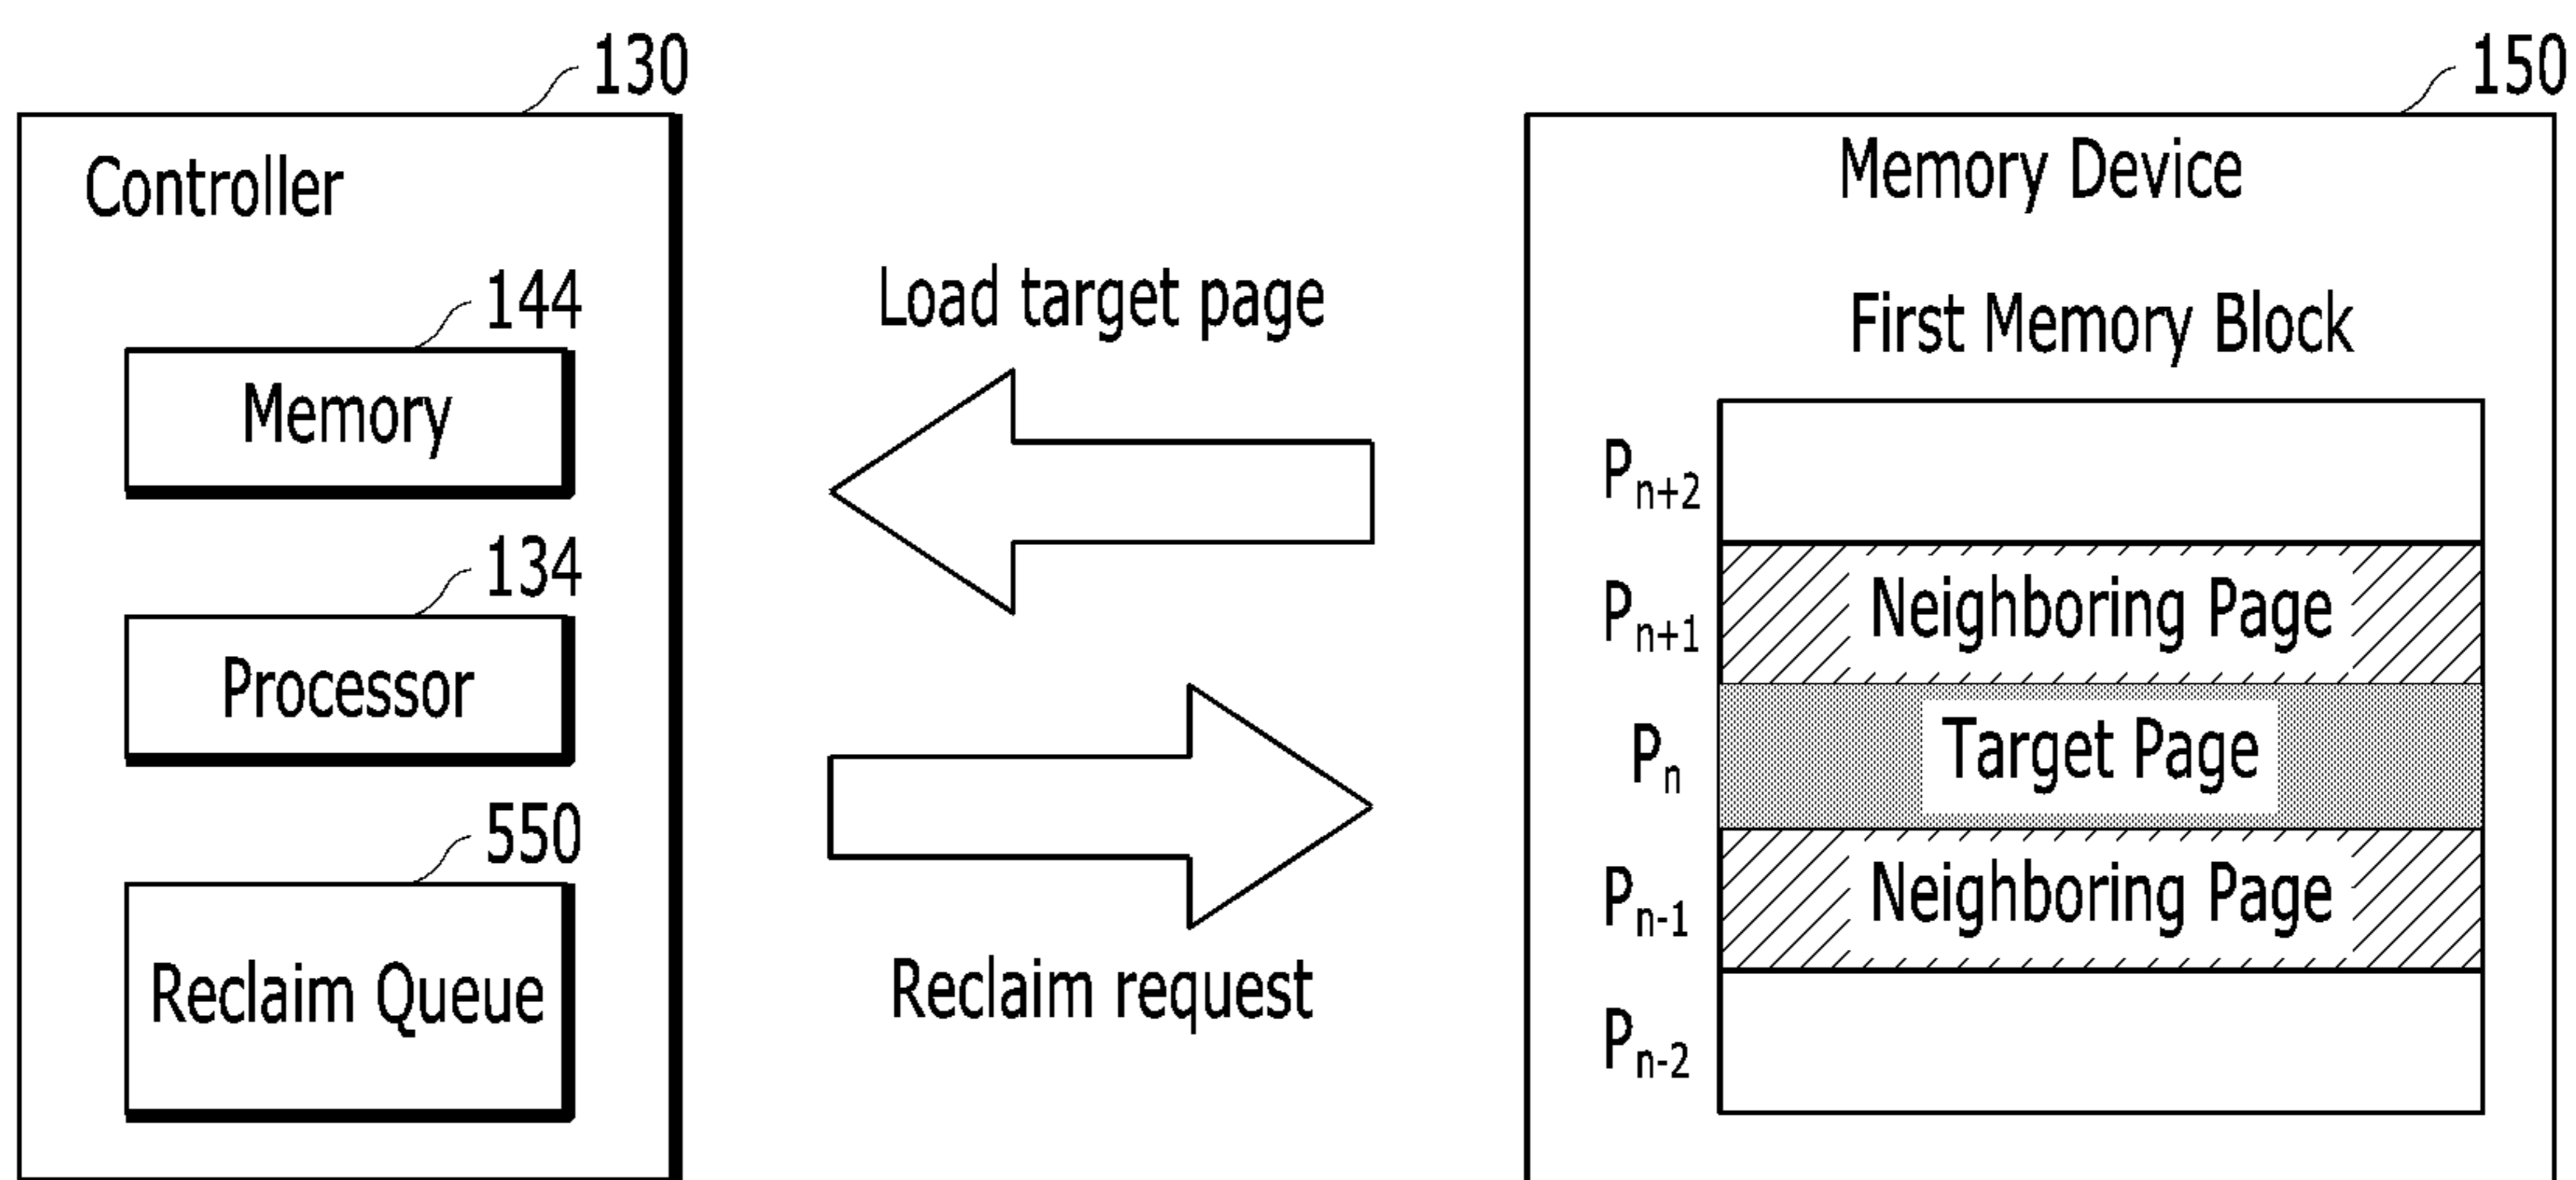 130
Controller
144
Memory
134
Processor
550
Reclaim Queue
Load target page
Reclaim request
150
Memory Device
First Memory Block
Pn+2
Pn+1 Neighboring Page
Pn Target Page
Pn-1 Neighboring Page
Pn-2